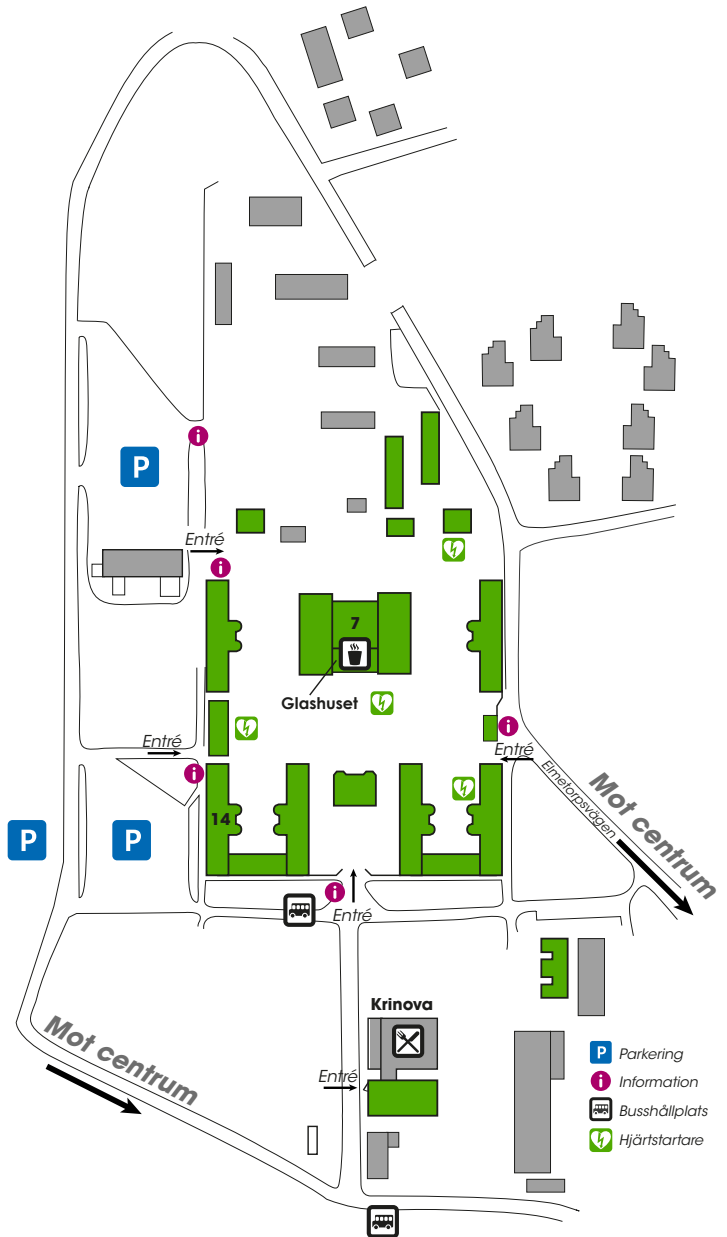 P
Entré
7
Glashuset
Entré
Entré
Elmetorpsvägen
Mot centrum
14
P
P
Entré
Krinova
Mot centrum
Entré
P Parkering
i Information
Busshållplats
Hjärtstartare